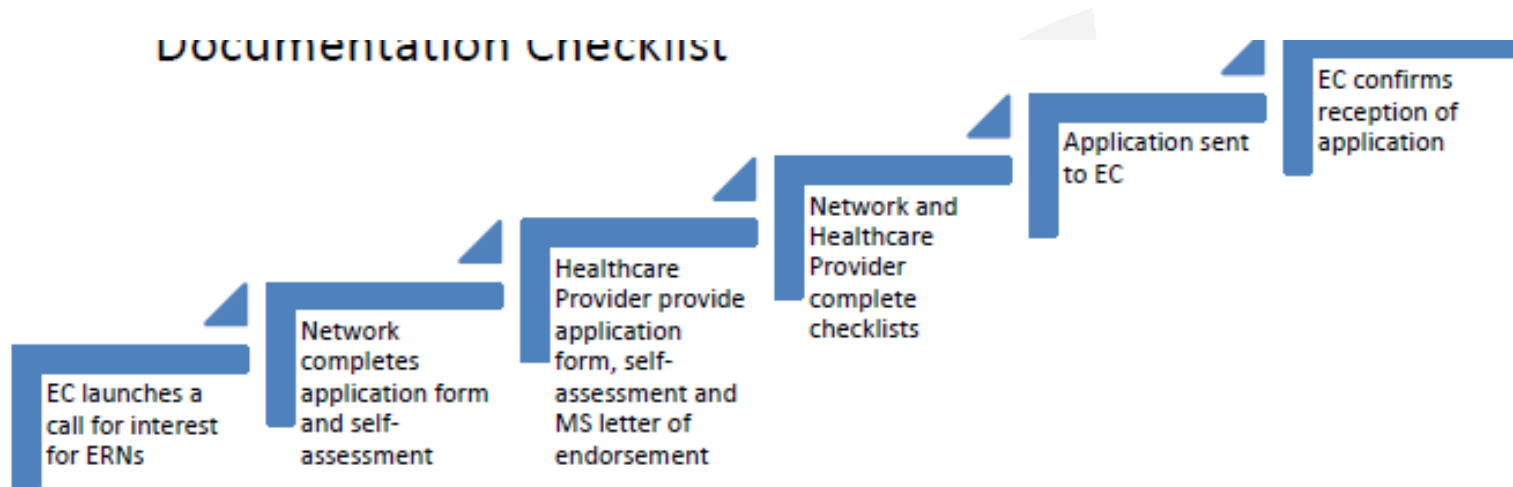 Documentation Checklist
EC launches a
call for interest
for ERNs
Network
completes
application form
and self-
assessment
Healthcare
Provider provide
application
form, self-
assessment and
MS letter of
endorsement
Network and
Healthcare
Provider
complete
checklists
Application sent
to EC
EC confirms
reception of
application